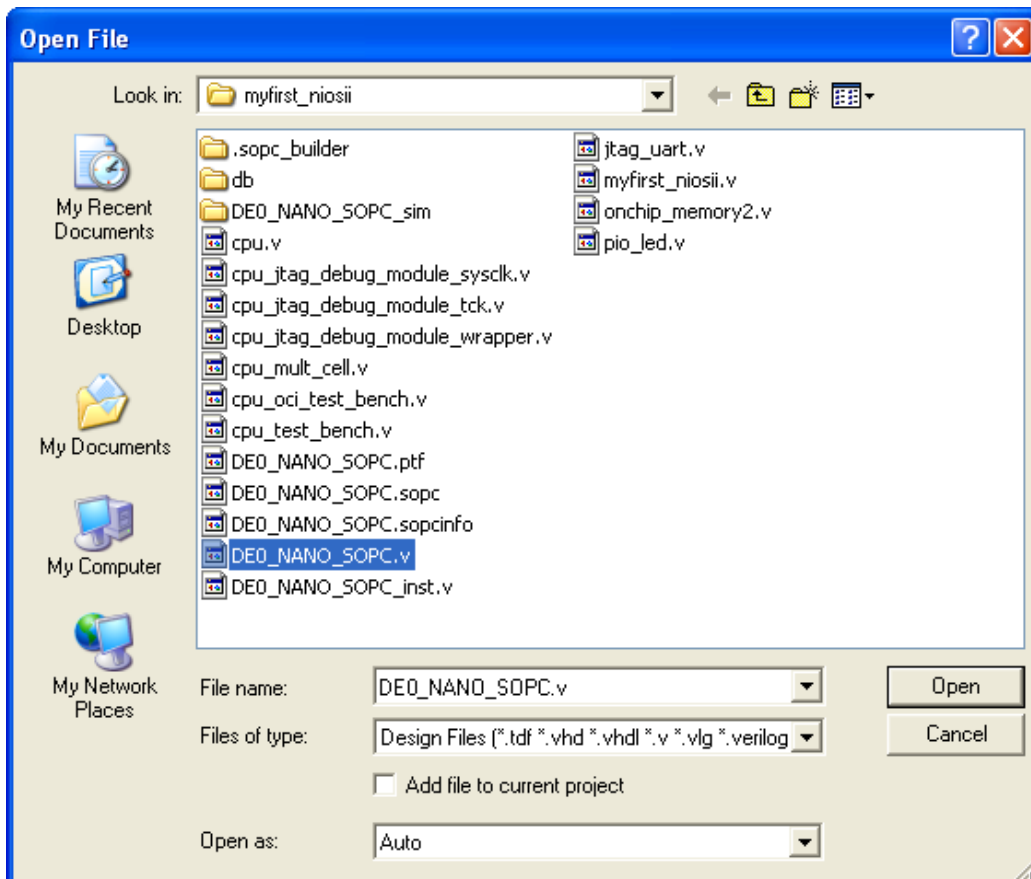 Open File
Look in:
myfirst_niosii
My Recent
Documents
Desktop
My Documents
My Computer
My Network
Places
.sopc_builder
db
DE0_NANO_SOPC_sim
cpu.v
cpu_jtag_debug_module_sysclk.v
cpu_jtag_debug_module_tck.v
cpu_jtag_debug_module_wrapper.v
cpu_mult_cell.v
cpu_oci_test_bench.v
cpu_test_bench.v
DE0_NANO_SOPC.ptf
DE0_NANO_SOPC.sopc
DE0_NANO_SOPC.sopcinfo
DE0_NANO_SOPC.v
DE0_NANO_SOPC_inst.v
jtag_uart.v
myfirst_niosii.v
onchip_memory2.v
pio_led.v
File name:
DE0_NANO_SOPC.v
Open
Files of type:
Design Files (*.tdf *.vhd *.vhdl *.v *.vlg *.verilog
Cancel
Add file to current project
Open as:
Auto